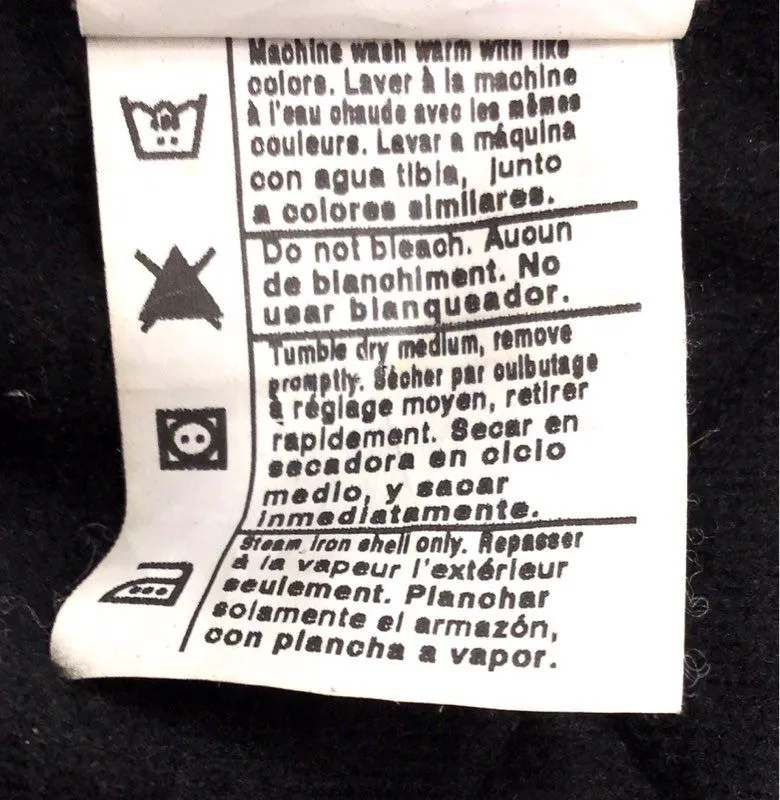 Machine wash warm with like
colors. Laver à la machine
à l'eau chaude avec les mêmes
couleurs. Lavar a máquina
con agua tibia, junto
a colores similares.
Do not bleach. Aucun
de blanchiment. No
usar blanqueador.
Tumble dry medium, remove
promptly. Sécher par culbutage
à réglage moyen, retirer
rapidement. Secar en
secadora en ciclo
medio, y sacar
inmediatamente.
Steam iron shell only. Repasser
à la vapeur l'extérieur
seulement. Planchar
solamente el armazón,
con plancha a vapor.